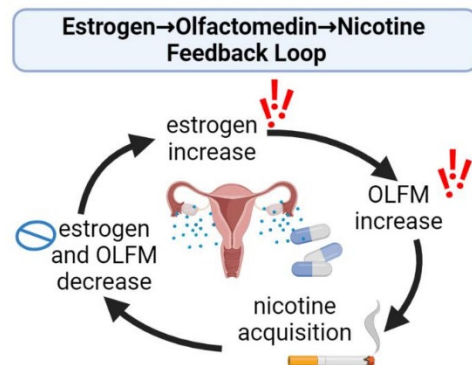 Estrogen→Olfactomedin→Nicotine
Feedback Loop
estrogen
increase
OLFM
increase
nicotine
acquisition
estrogen
and OLFM
decrease